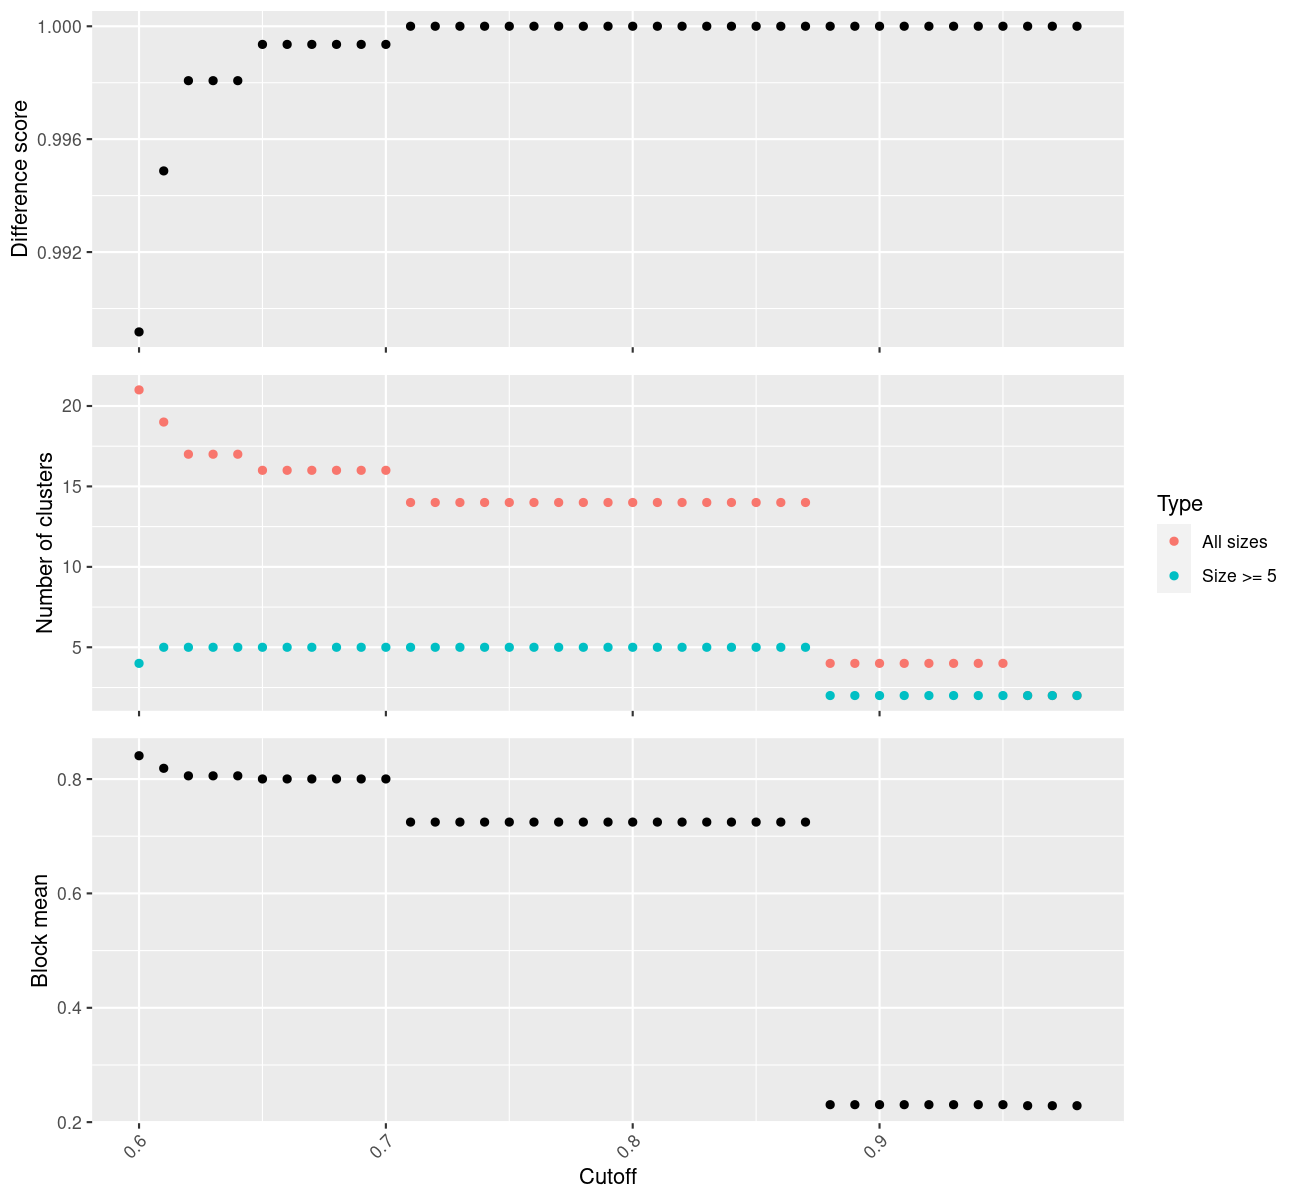 Difference score
1.000
0.996
0.992
Number of clusters
20
15
10
5
Type
All sizes
Size >= 5
Block mean
0.8
0.6
0.4
0.2
0.6
0.7
0.8
0.9
Cutoff